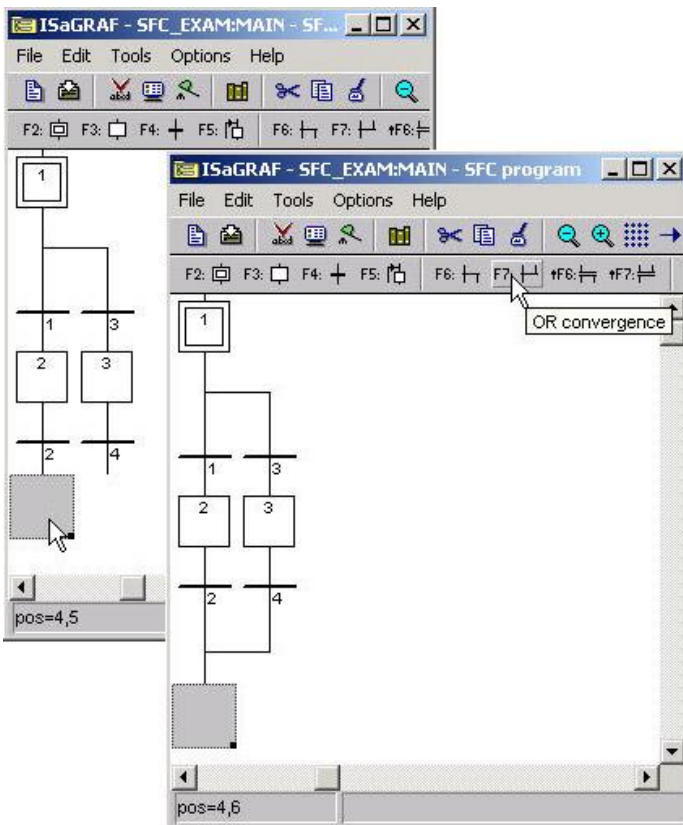 ISaGRAF - SFC_EXAM:MAIN - SF...
File Edit Tools Options Help
F2: F3: F4: F5: F6: F7: ↑F6:
1
1 3
2 3
2 4
pos=4,5
ISaGRAF - SFC_EXAM:MAIN - SFC program
File Edit Tools Options Help
F2: F3: F4: F5: F6: F7: ↑F6: ↑F7:
OR convergence
1
1 3
2 3
2 4
pos=4,6